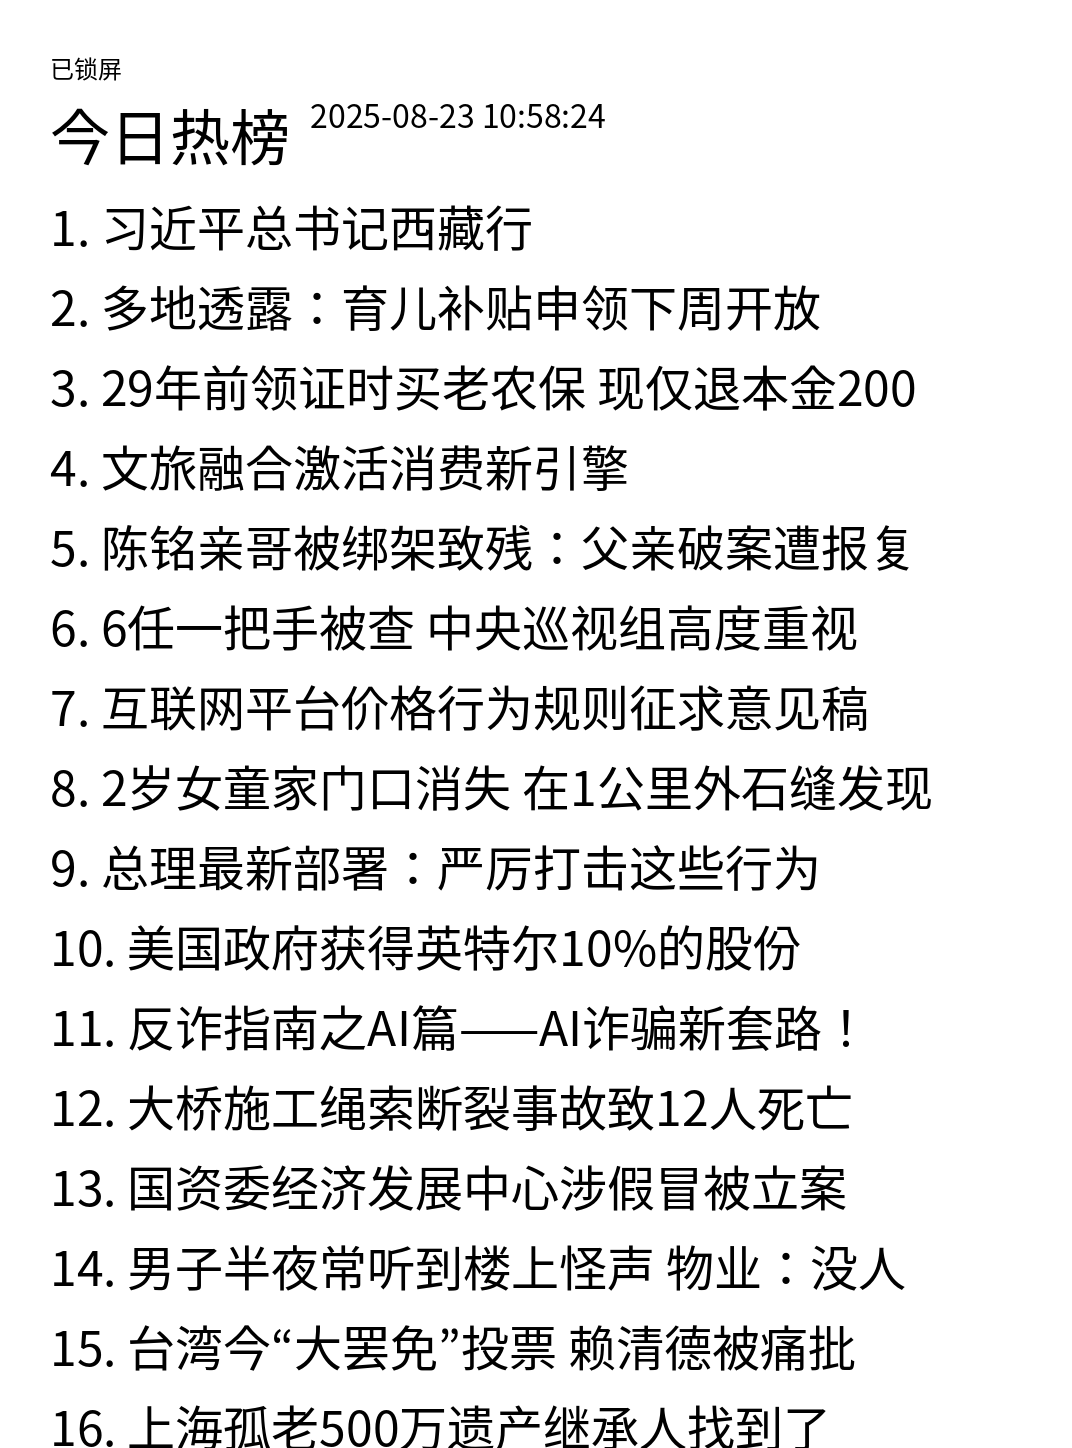 已锁屏
今日热榜 2025-08-23 10:58:24
1. 习近平总书记西藏行
2. 多地透露：育儿补贴申领下周开放
3. 29年前领证时买老农保 现仅退本金200
4. 文旅融合激活消费新引擎
5. 陈铭亲哥被绑架致残：父亲破案遭报复
6. 6任一把手被查 中央巡视组高度重视
7. 互联网平台价格行为规则征求意见稿
8. 2岁女童家门口消失 在1公里外石缝发现
9. 总理最新部署：严厉打击这些行为
10. 美国政府获得英特尔10%的股份
11. 反诈指南之AI篇——AI诈骗新套路！
12. 大桥施工绳索断裂事故致12人死亡
13. 国资委经济发展中心涉假冒被立案
14. 男子半夜常听到楼上怪声 物业：没人
15. 台湾今“大罢免”投票 赖清德被痛批
16. 上海孤老500万遗产继承人找到了